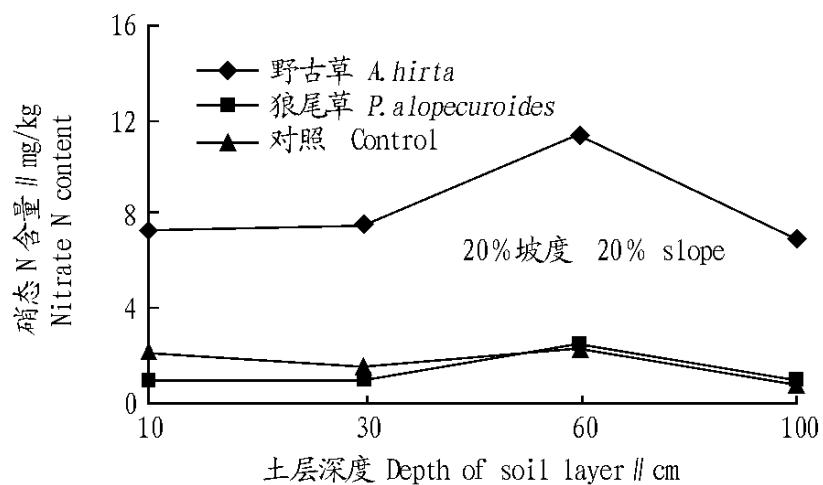 16
野古草 A.hirta
狼尾草 P.alopecuroides
对照 Control
12
8
4
0
硝态 N 含量∥mg/kg
Nitrate N content
20%坡度 20% slope
10 30 60 100
土层深度 Depth of soil layer∥cm